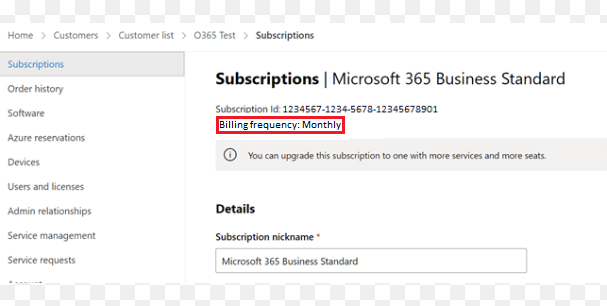 Home > Customers > Customer list > O365 Test > Subscriptions
Subscriptions
Order history
Software
Azure reservations
Devices
Users and licenses
Admin relationships
Service management
Service requests
Subscriptions | Microsoft 365 Business Standard
Subscription Id: 1234567-1234-5678-12345678901
Billing frequency: Monthly
You can upgrade this subscription to one with more services and more seats.
Details
Subscription nickname *
Microsoft 365 Business Standard